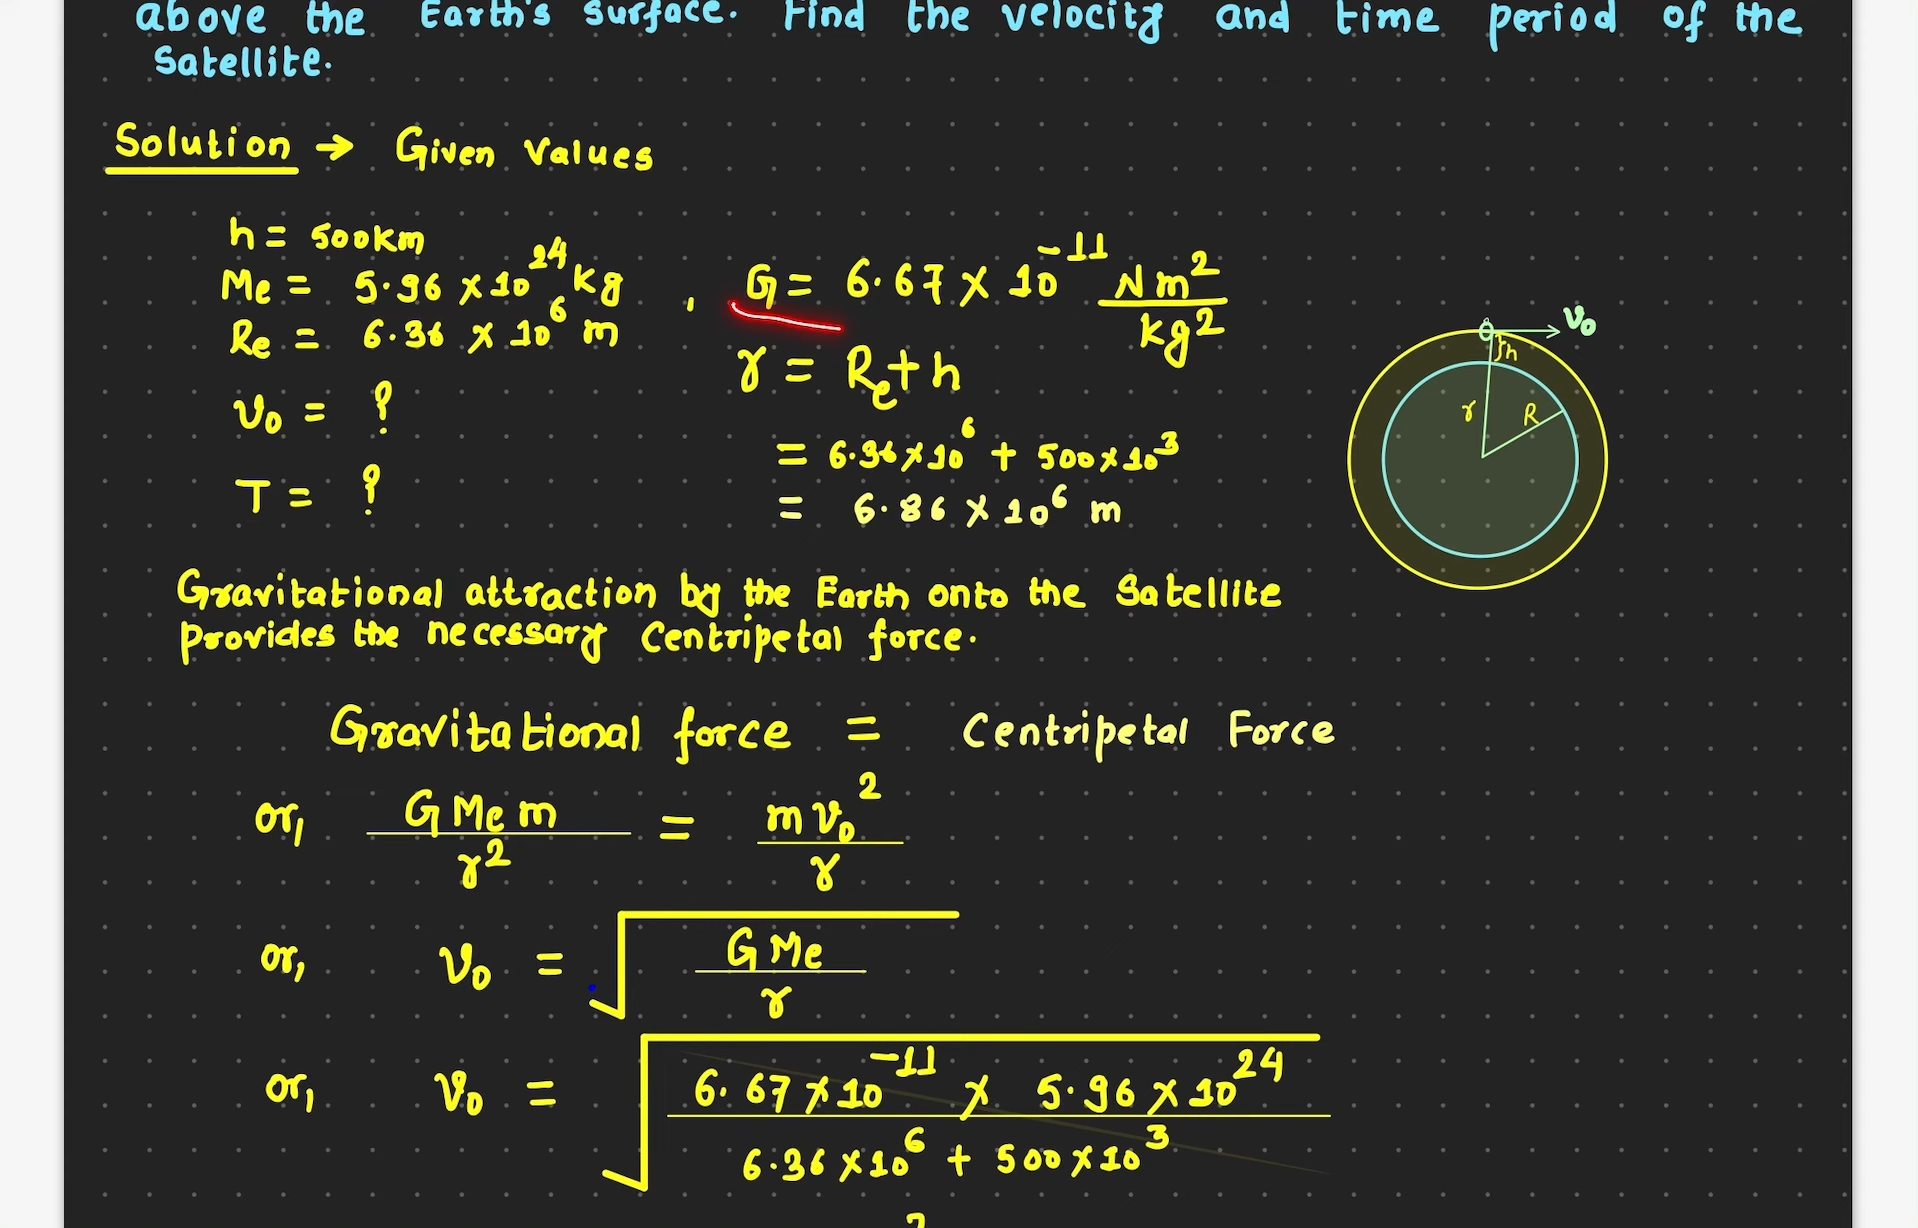 above the Earth's surface. Find the velocity and time period of the
Satellite.
Solution → Given Values
h = 500km
Me = 5.96 × 10^24 kg , G = 6.67 × 10^-11 Nm^2/kg^2
Re = 6.36 × 10^6 m
r = Re + h
v₀ = ?
= 6.36 × 10^6 + 500 × 10^3
T = ?
= 6.86 × 10^6 m
v₀
h
r
R
Gravitational attraction by the Earth onto the Satellite
provides the necessary Centripetal force.
Gravitational force = Centripetal Force
or, G Me m / r^2 = m v₀^2 / r
or, v₀ = √(G Me / r)
or, v₀ = √(6.67 × 10^-11 × 5.96 × 10^24 / 6.36 × 10^6 + 500 × 10^3)